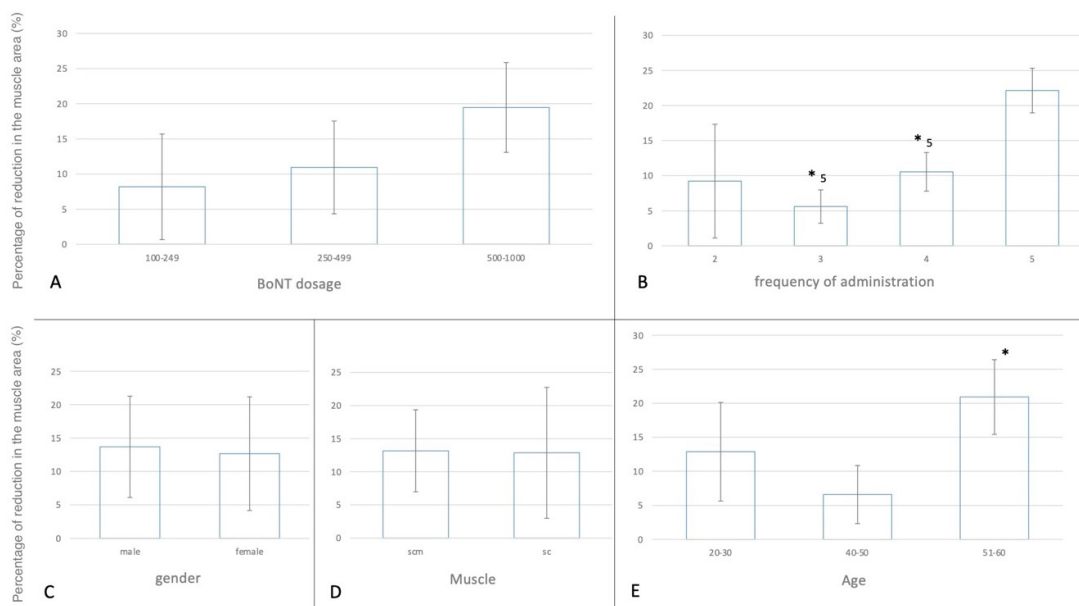 Percentage of reduction in the muscle area (%)
30
25
20
15
10
5
0
100-249 250-499 500-1000
A BoNT dosage
30
25
20
15
10
5
0
* 5
* 5
2 3 4 5
B frequency of administration
Percentage of reduction in the muscle area (%)
25
20
15
10
5
0
male female
gender
C
25
20
15
10
5
0
scm sc
Muscle
D
30
25
20
15
10
5
0
*
20-30 40-50 51-60
Age
E